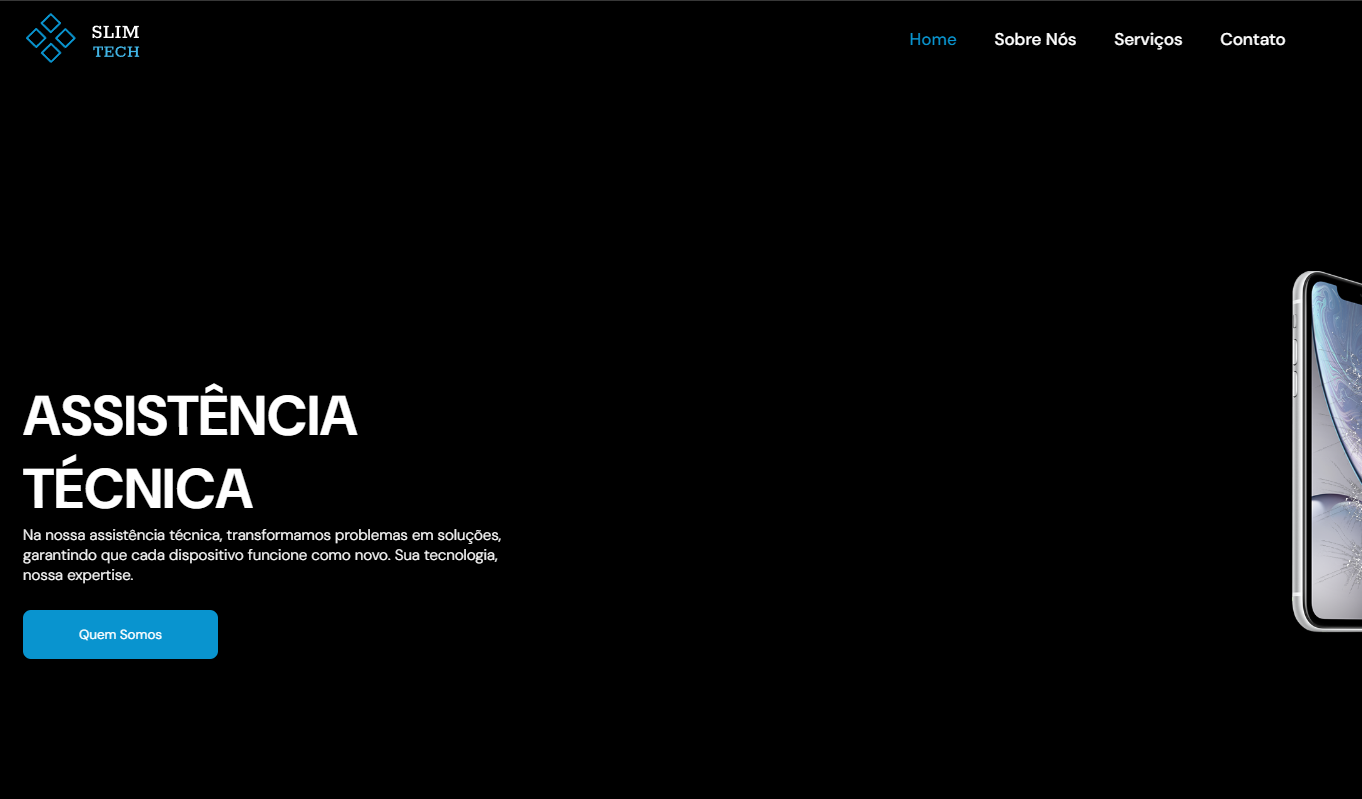 SLIM
TECH
Home Sobre Nós Serviços Contato
ASSISTÊNCIA
TÉCNICA
Na nossa assistência técnica, transformamos problemas em soluções,
garantindo que cada dispositivo funcione como novo. Sua tecnologia,
nossa expertise.
Quem Somos